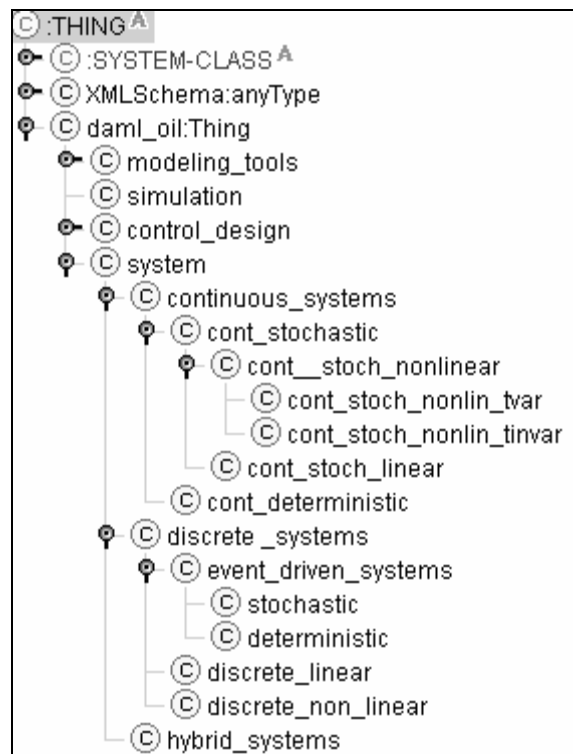 C :THING A
C :SYSTEM-CLASS A
C XMLSchema:anyType
C daml_oil:Thing
C modeling_tools
C simulation
C control_design
C system
C continuous_systems
C cont_stochastic
C cont__stoch_nonlinear
C cont_stoch_nonlin_tvar
C cont_stoch_nonlin_tinvar
C cont_stoch_linear
C cont_deterministic
C discrete _systems
C event_driven_systems
C stochastic
C deterministic
C discrete_linear
C discrete_non_linear
C hybrid_systems